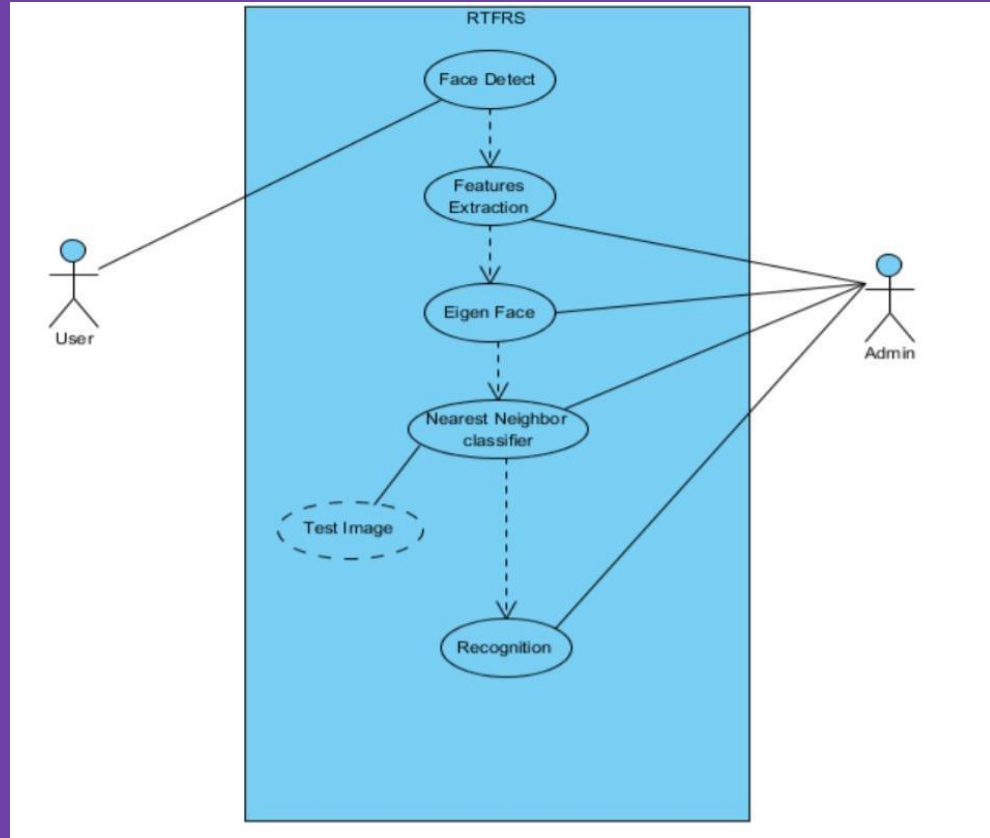 RTFRS
Face Detect
Features
Extraction
Eigen Face
User
Admin
Nearest Neighbor
classifier
Test Image
Recognition